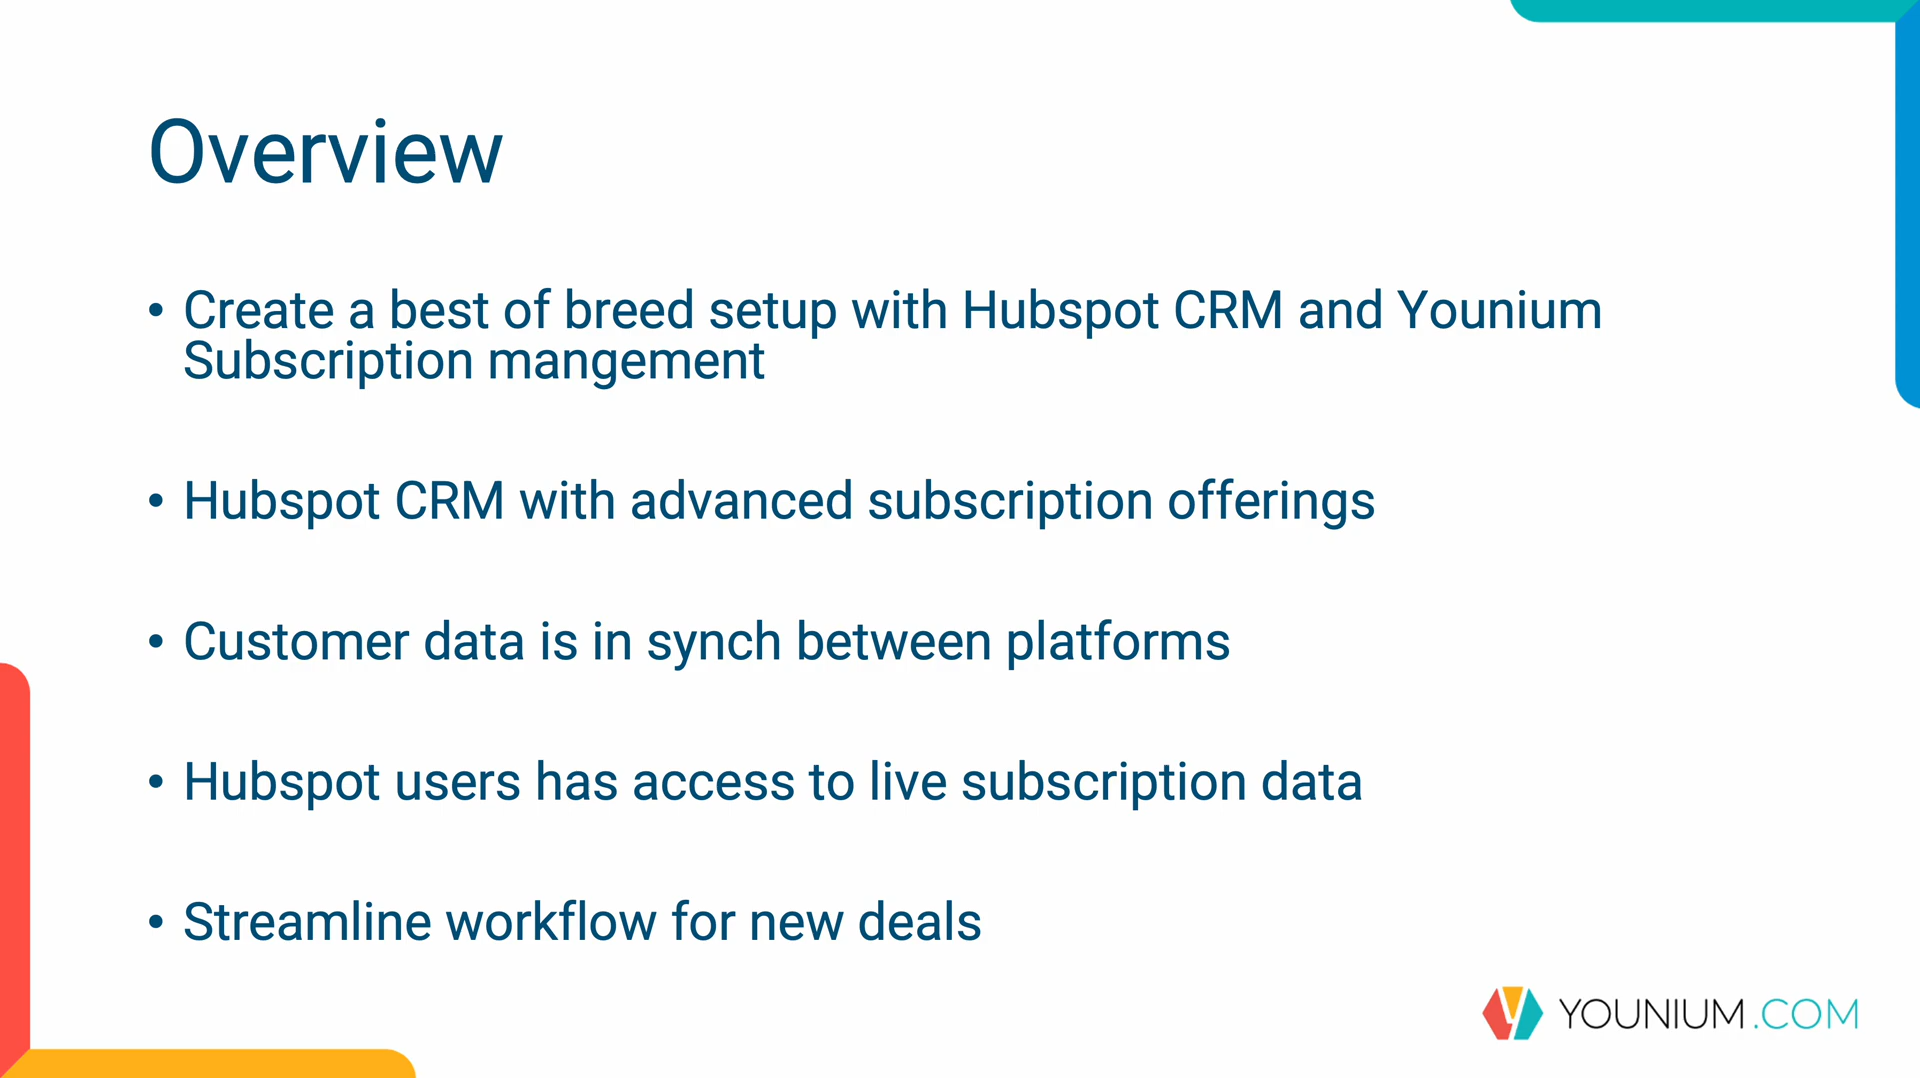 Overview
• Create a best of breed setup with Hubspot CRM and Younium
Subscription mangement
• Hubspot CRM with advanced subscription offerings
• Customer data is in synch between platforms
• Hubspot users has access to live subscription data
• Streamline workflow for new deals
YOUNIUM.COM